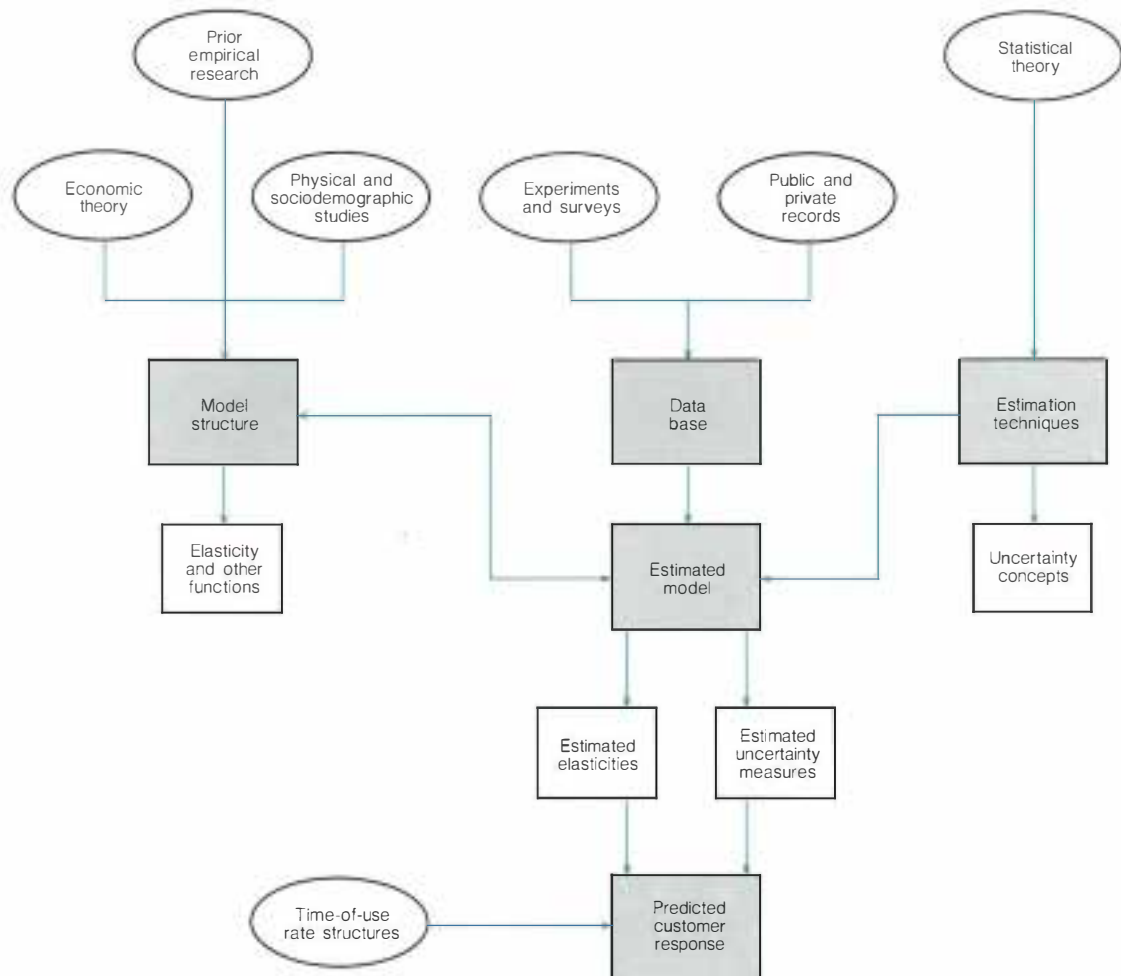 Prior
empirical
research
Statistical
theory
Economic
theory
Physical and
sociodemographic
studies
Experiments
and surveys
Public and
private
records
Model
structure
Data
base
Estimation
techniques
Elasticity
and other
functions
Estimated
model
Uncertainty
concepts
Estimated
elasticities
Estimated
uncertainty
measures
Time-of-use
rate structures
Predicted
customer
response